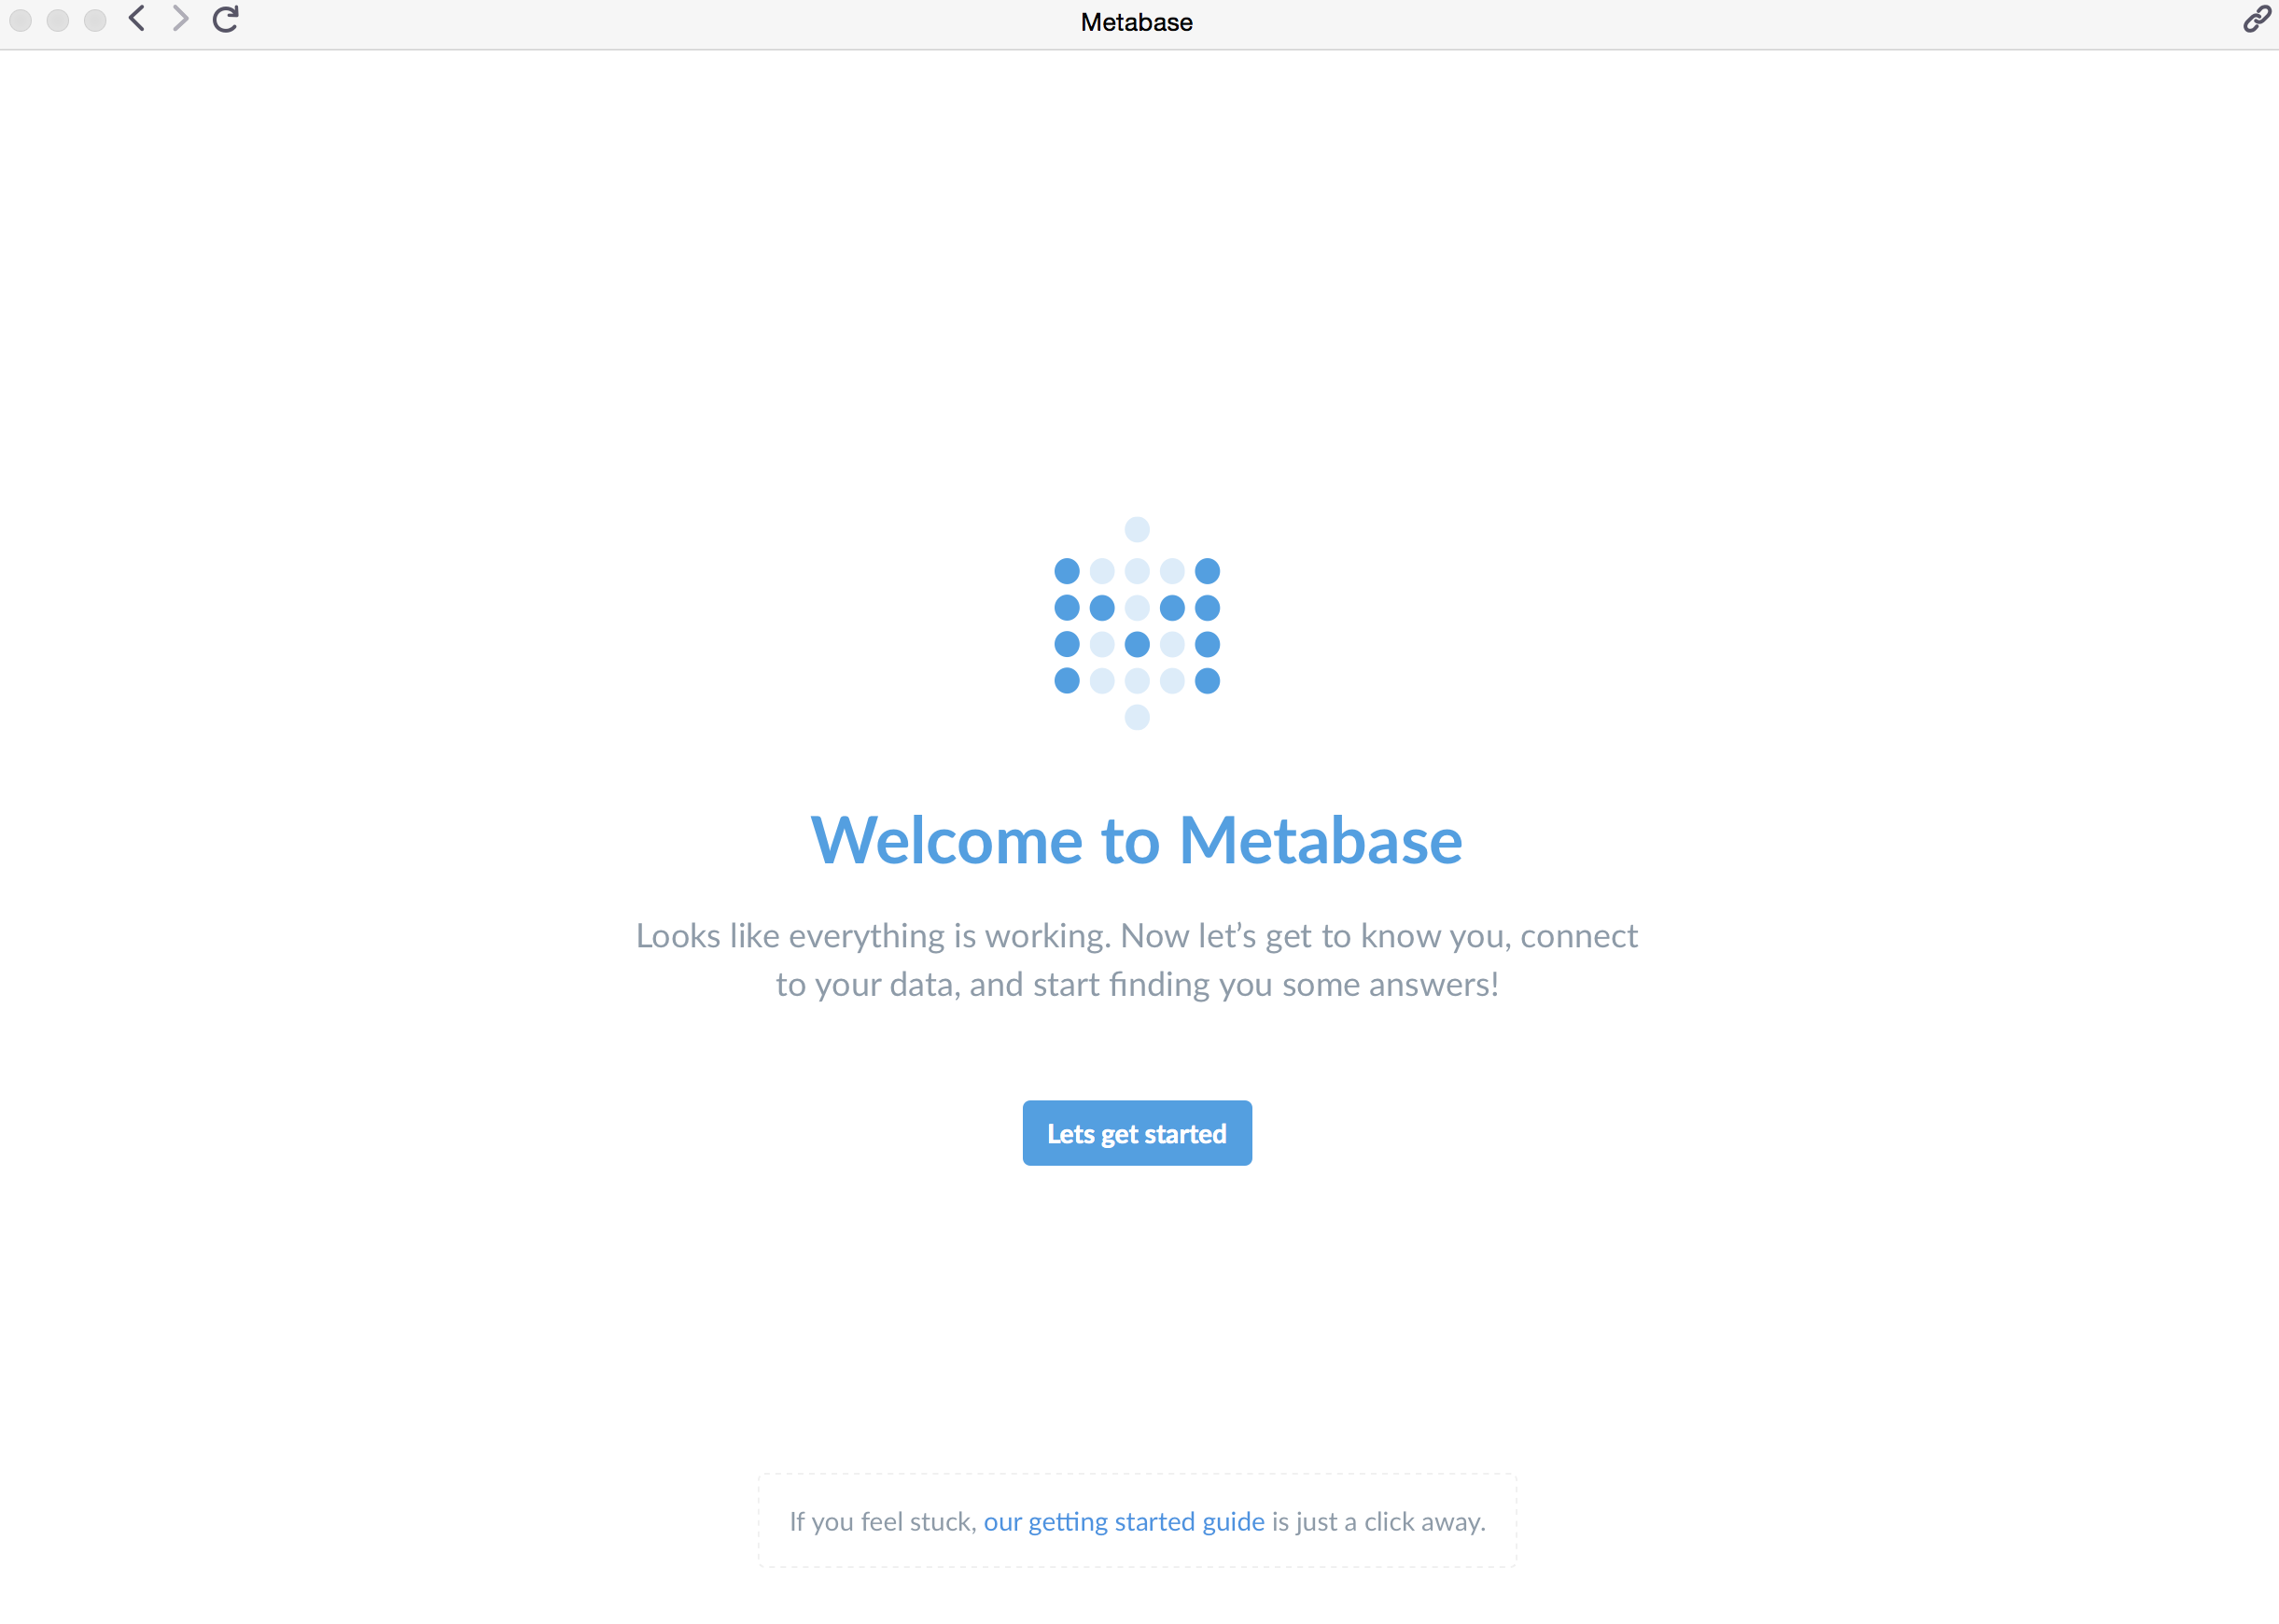 Metabase
Welcome to Metabase
Looks like everything is working. Now let’s get to know you, connect
to your data, and start finding you some answers!
Lets get started
If you feel stuck, our getting started guide is just a click away.